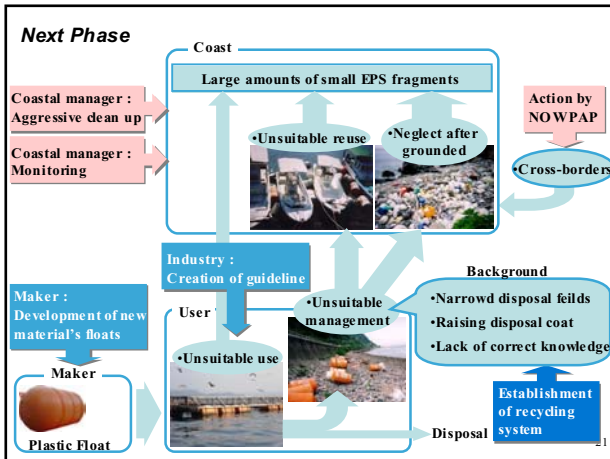 Next Phase
Coast
Large amounts of small EPS fragments
Coastal manager :
Aggressive clean up
Coastal manager :
Monitoring
•Unsuitable reuse
•Neglect after
grounded
Action by
NOWPAP
•Cross-borders
Industry :
Creation of guideline
Maker :
Development of new
material’s floats
Maker
Plastic Float
User
•Unsuitable use
•Unsuitable
management
Background
•Narrowd disposal feilds
•Raising disposal coat
•Lack of correct knowledge
Disposal
Establishment
of recycling
system
21